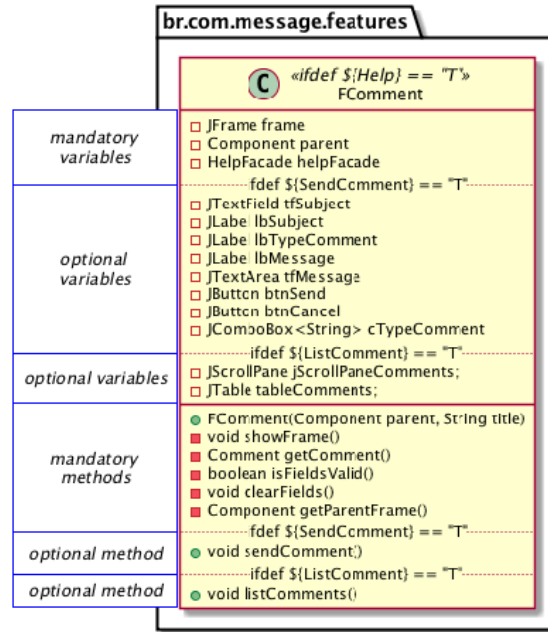 br.com.message.features
C «ifdef ${Help} == "T"»
FComment
mandatory
variables
JFrame frame
Component parent
HelpFacade helpFacade
fdef ${SendComment} == "T"
optional
variables
JTextField tfSubject
JLabel lbSubject
JLabel lbTypeComment
JLabel lbMessage
JTextArea tfMessage
JButton btnSend
JButton btnCancel
JComboBox<String> cTypeComment
ifdef ${ListComment} == "T"
optional variables
JScrollPane jScrollPaneComments;
JTable tableComments;
mandatory
methods
FComment(Component parent, String title)
void showFrame()
Comment getComment()
boolean isFieldsValid()
void clearFields()
Component getParentFrame()
fdef ${SendComment} == "T"
optional method
void sendComment()
ifdef ${ListComment} == "T"
optional method
void listComments()